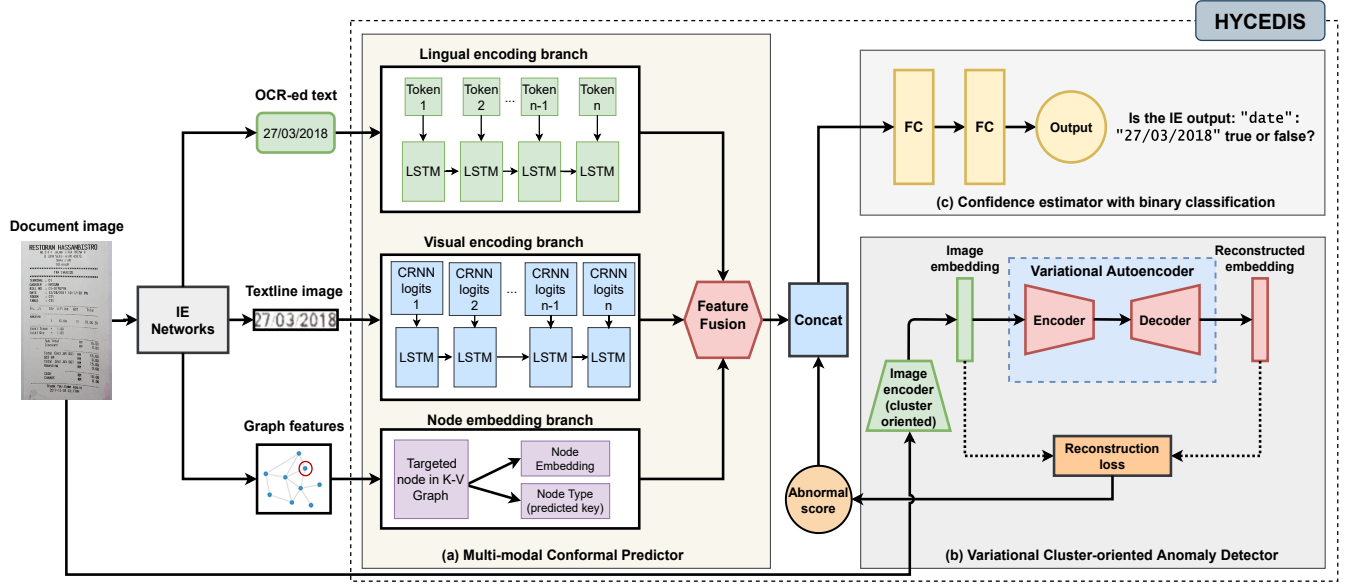 HYCEDIS
Lingual encoding branch
OCR-ed text
27/03/2018
Token
1
Token
2
...
Token
n-1
Token
n
LSTM
LSTM
LSTM
LSTM
FC
FC
Output
Is the IE output: "date":
"27/03/2018" true or false?
(c) Confidence estimator with binary classification
Document image
RESTORAN HASSANBISTRO
IE
Networks
Textline image
27/03/2018
Visual encoding branch
CRNN
logits
1
CRNN
logits
2
...
CRNN
logits
n-1
CRNN
logits
n
LSTM
LSTM
LSTM
LSTM
Feature
Fusion
Concat
Image
embedding
Variational Autoencoder
Reconstructed
embedding
Encoder
Decoder
Image
encoder
(cluster
oriented)
Reconstruction
loss
Abnormal
score
(b) Variational Cluster-oriented Anomaly Detector
Graph features
Node embedding branch
Targeted
node in K-V
Graph
Node
Embedding
Node Type
(predicted key)
(a) Multi-modal Conformal Predictor